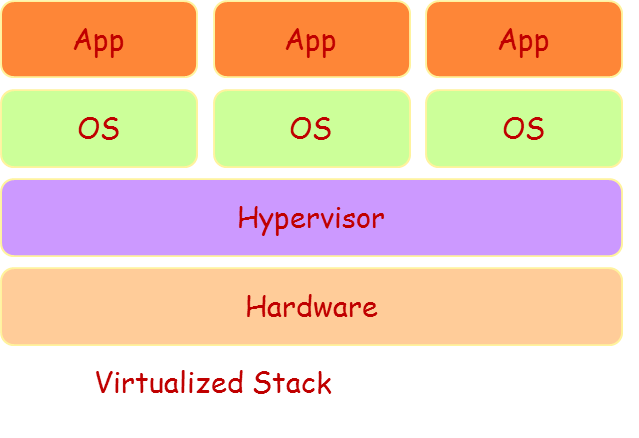 App App App
OS OS OS
Hypervisor
Hardware
Virtualized Stack